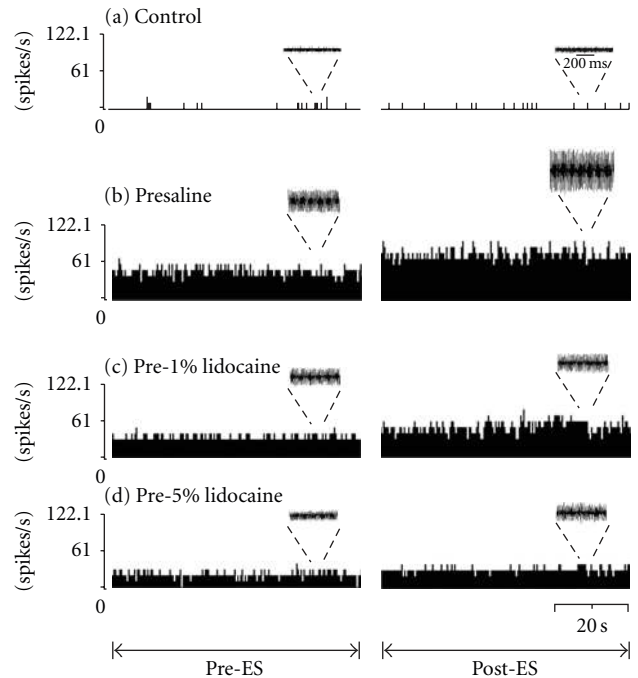 (a) Control
(spikes/s)
122.1
61
0
200 ms
(b) Presaline
(spikes/s)
122.1
61
0
(c) Pre-1% lidocaine
(spikes/s)
122.1
61
0
(d) Pre-5% lidocaine
(spikes/s)
122.1
61
0
20 s
Pre-ES
Post-ES